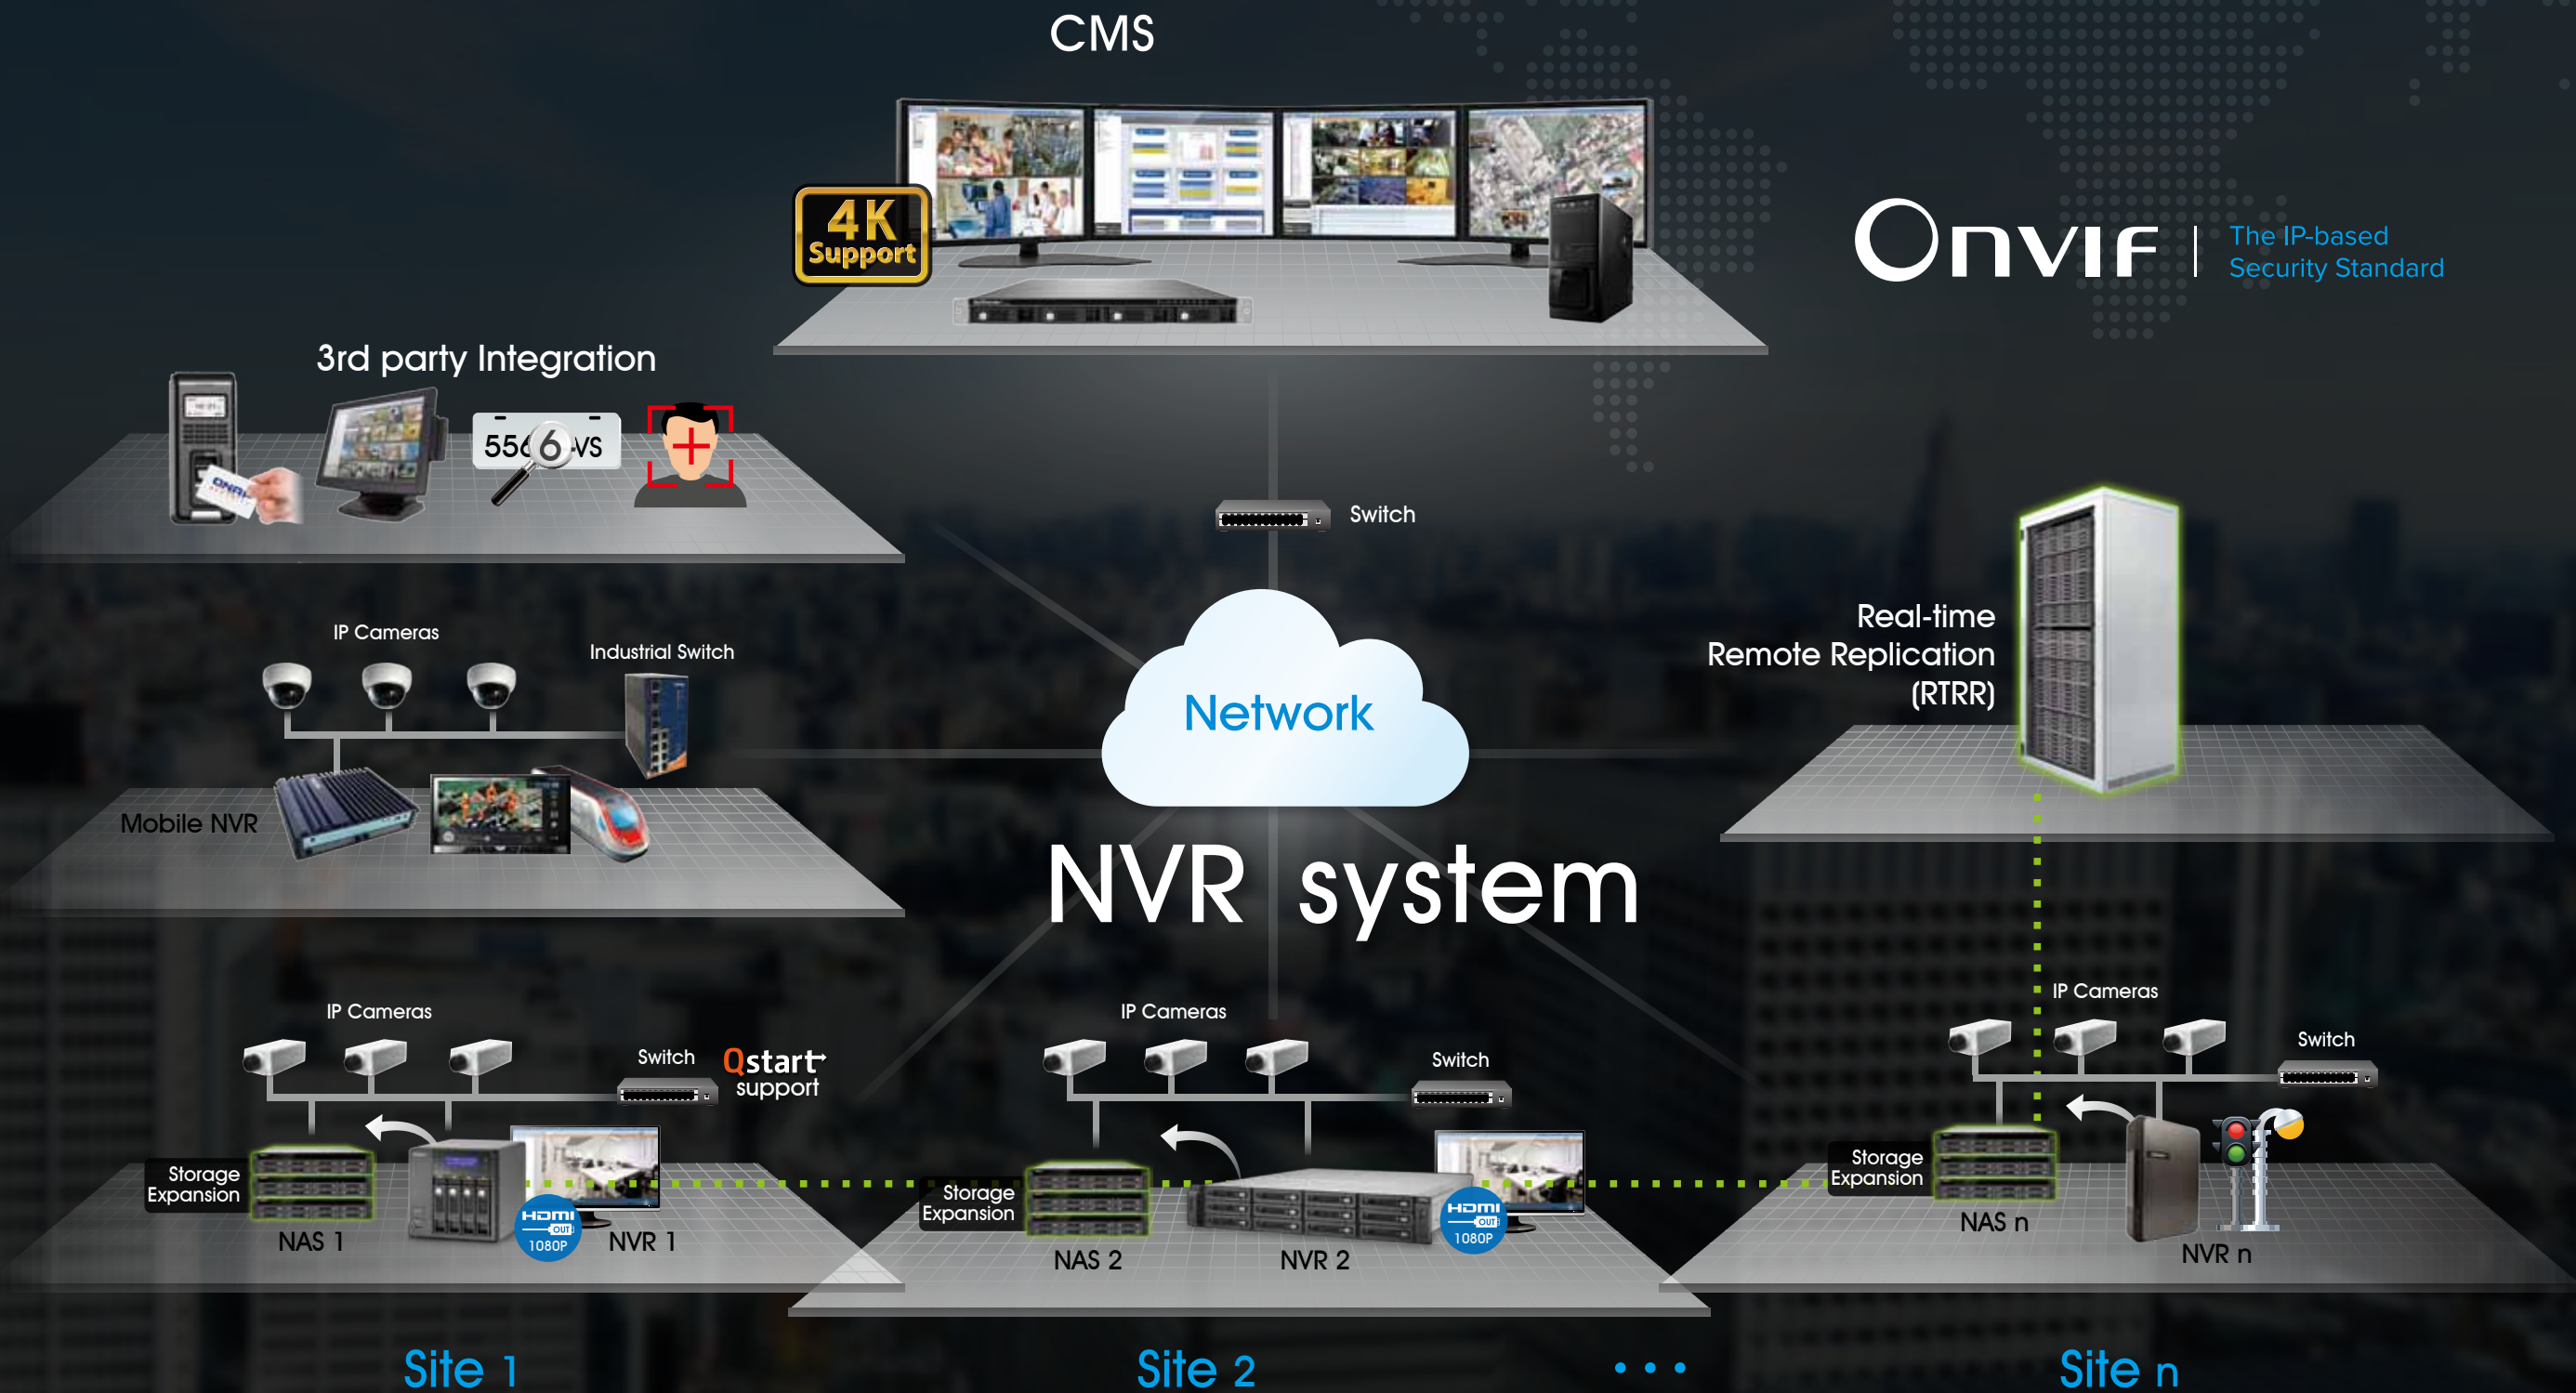 CMS
4K
Support
ONVIF
The IP-based
Security Standard
3rd party Integration
556 6 -VS
Switch
IP Cameras
Industrial Switch
Mobile NVR
Network
NVR system
Real-time
Remote Replication
(RTRR)
IP Cameras
Switch
Qstart
support
Storage
Expansion
NAS 1
HDMI
OUT
1080P
NVR 1
IP Cameras
Switch
Storage
Expansion
NAS 2
NVR 2
HDMI
OUT
1080P
IP Cameras
Switch
Storage
Expansion
NAS n
NVR n
Site 1
Site 2
...
Site n